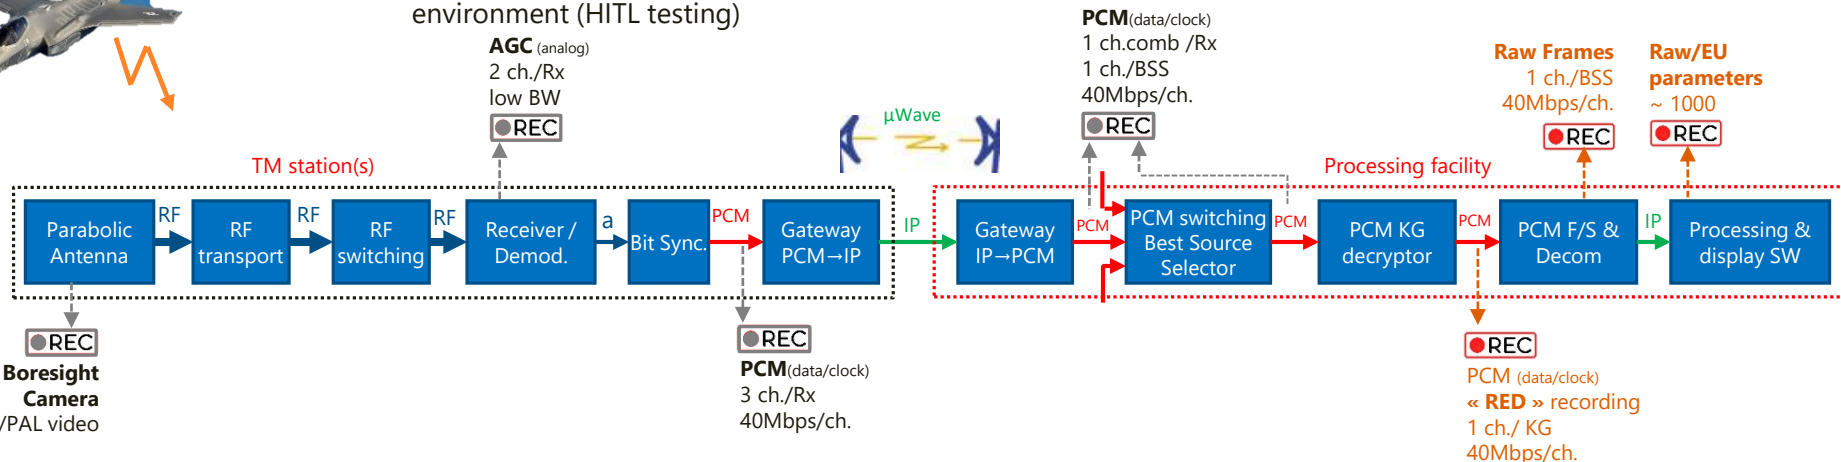 environment (HITL testing)
AGC (analog)
2 ch./Rx
low BW
REC
PCM(data/clock)
1 ch.comb /Rx
1 ch./BSS
40Mbps/ch.
REC
Raw Frames
1 ch./BSS
40Mbps/ch.
REC
Raw/EU
parameters
~ 1000
REC
µWave
TM station(s)
Processing facility
Parabolic
Antenna
RF
RF
transport
RF
RF
switching
RF
Receiver /
Demod.
a
Bit Sync.
PCM
Gateway
PCM→IP
IP
Gateway
IP→PCM
PCM
PCM switching
Best Source
Selector
PCM
PCM KG
decryptor
PCM
PCM F/S &
Decom
IP
Processing &
display SW
REC
Boresight
Camera
/PAL video
REC
PCM(data/clock)
3 ch./Rx
40Mbps/ch.
REC
PCM (data/clock)
« RED » recording
1 ch./ KG
40Mbps/ch.